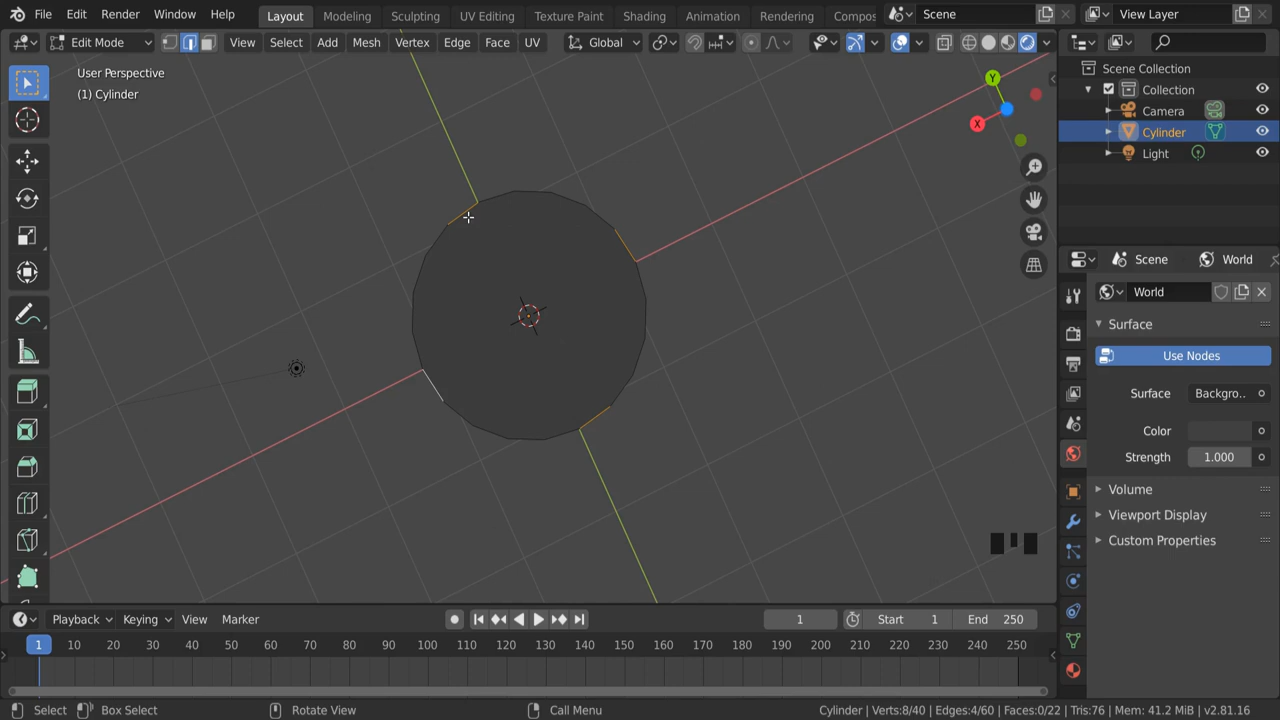 File Edit Render Window Help Layout Modeling Sculpting UV Editing Texture Paint Shading Animation Rendering Compos Scene View Layer
Edit Mode View Select Add Mesh Vertex Edge Face UV Global
User Perspective
(1) Cylinder
Y
X
Scene Collection
Collection
Camera
Cylinder
Light
Scene World
World
Surface
Use Nodes
Surface Backgro..
Color
Strength 1.000
Volume
Viewport Display
Custom Properties
Playback Keying View Marker 1 Start 1 End 250
1 10 20 30 40 50 60 70 80 90 100 110 120 130 140 150 160 170 180 190 200 210 220 230 240 250
Select Box Select Rotate View Call Menu Cylinder | Verts:8/40 | Edges:4/60 | Faces:0/22 | Tris:76 | Mem: 41.2 MiB | v2.81.16